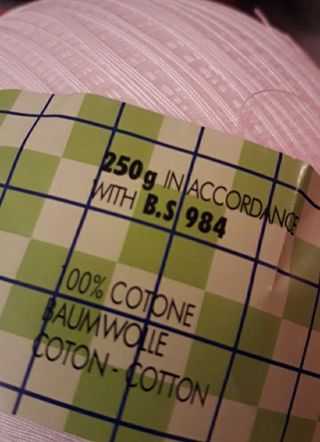 250g IN ACCORDANCE
WITH B.S 984
100% COTONE
BAUMWOLLE
COTON - COTTON